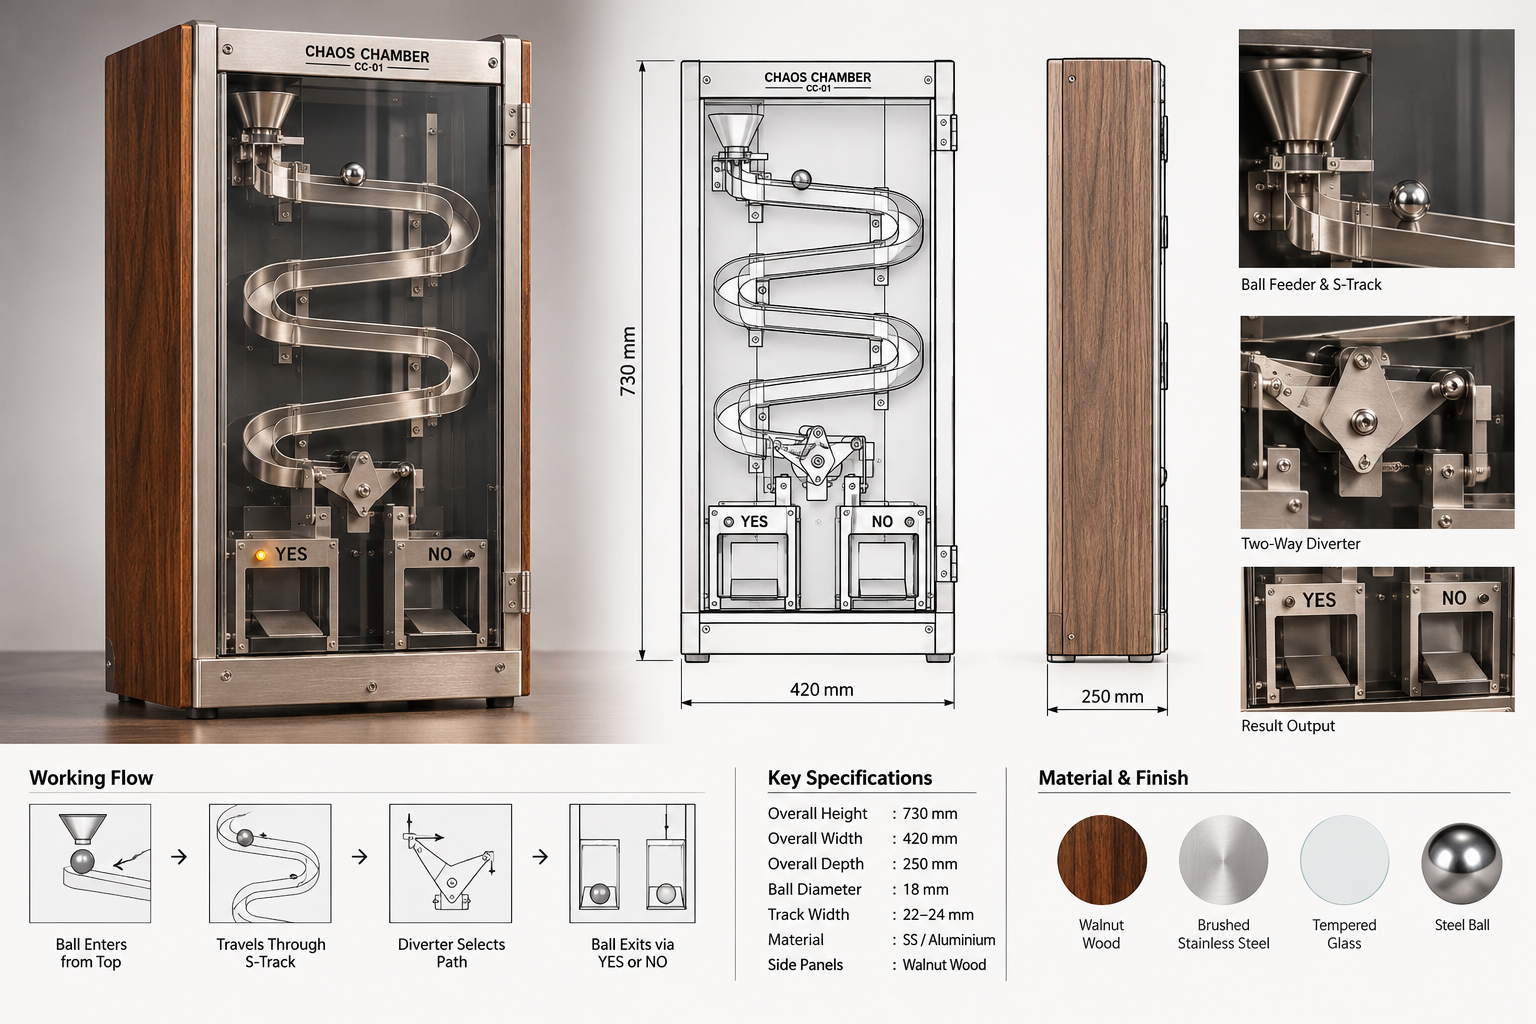 CHAOS CHAMBER
CC-01
YES
NO
CHAOS CHAMBER
CC-01
730 mm
YES
NO
420 mm
250 mm
Ball Feeder & S-Track
Two-Way Diverter
YES
NO
Result Output
Working Flow
Ball Enters
from Top
Travels Through
S-Track
Diverter Selects
Path
Ball Exits via
YES or NO
Key Specifications
Overall Height : 730 mm
Overall Width : 420 mm
Overall Depth : 250 mm
Ball Diameter : 18 mm
Track Width : 22–24 mm
Material : SS / Aluminium
Side Panels : Walnut Wood
Material & Finish
Walnut
Wood
Brushed
Stainless Steel
Tempered
Glass
Steel Ball